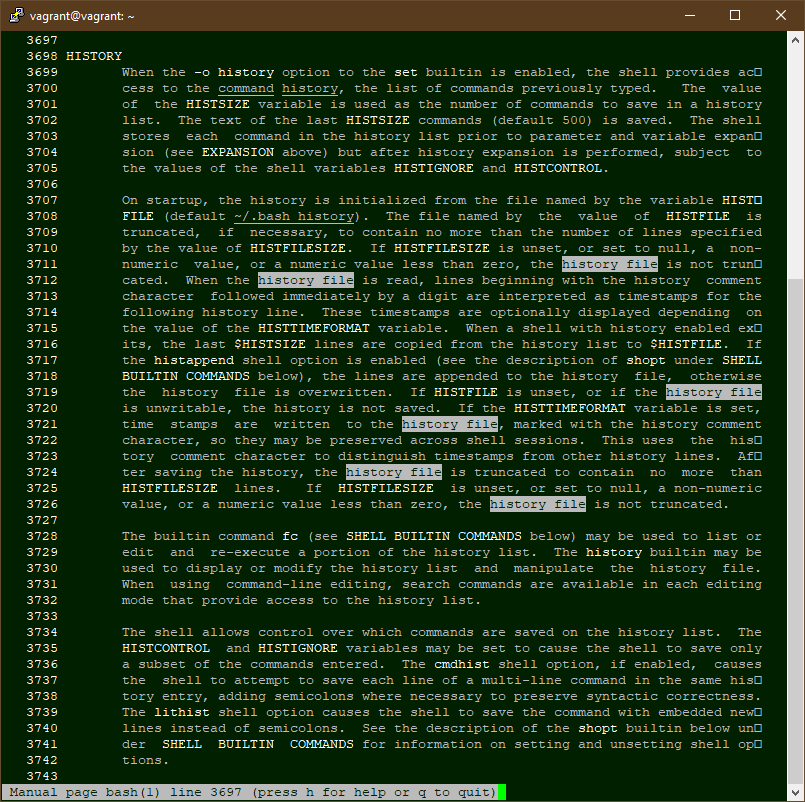 vagrant@vagrant: ~
3697
3698 HISTORY
3699        When the -o history option to the set builtin is enabled, the shell provides ac□
3700        cess to the command history, the list of commands previously typed.   The  value
3701        of  the HISTSIZE variable is used as the number of commands to save in a history
3702        list.  The text of the last HISTSIZE commands (default 500) is saved.  The shell
3703        stores  each  command in the history list prior to parameter and variable expan□
3704        sion (see EXPANSION above) but after history expansion is performed, subject  to
3705        the values of the shell variables HISTIGNORE and HISTCONTROL.
3706
3707        On startup, the history is initialized from the file named by the variable HIST□
3708        FILE (default ~/.bash_history).  The file named by  the  value  of  HISTFILE  is
3709        truncated,  if  necessary, to contain no more than the number of lines specified
3710        by the value of HISTFILESIZE.  If HISTFILESIZE is unset, or set to null, a  non-
3711        numeric  value, or a numeric value less than zero, the history file is not trun□
3712        cated.  When the history file is read, lines beginning with the history  comment
3713        character  followed immediately by a digit are interpreted as timestamps for the
3714        following history line.  These timestamps are optionally displayed depending  on
3715        the value of the HISTTIMEFORMAT variable.  When a shell with history enabled ex□
3716        its, the last $HISTSIZE lines are copied from the history list to $HISTFILE.  If
3717        the histappend shell option is enabled (see the description of shopt under SHELL
3718        BUILTIN COMMANDS below), the lines are appended to the history  file,  otherwise
3719        the  history  file is overwritten.  If HISTFILE is unset, or if the history file
3720        is unwritable, the history is not saved.  If the HISTTIMEFORMAT variable is set,
3721        time  stamps  are  written  to the history file, marked with the history comment
3722        character, so they may be preserved across shell sessions.  This uses  the  his□
3723        tory  comment character to distinguish timestamps from other history lines.  Af□
3724        ter saving the history, the history file is truncated to contain  no  more  than
3725        HISTFILESIZE  lines.   If  HISTFILESIZE  is unset, or set to null, a non-numeric
3726        value, or a numeric value less than zero, the history file is not truncated.
3727
3728        The builtin command fc (see SHELL BUILTIN COMMANDS below) may be used to list or
3729        edit  and  re-execute a portion of the history list.  The history builtin may be
3730        used to display or modify the history list  and  manipulate  the  history  file.
3731        When  using  command-line editing, search commands are available in each editing
3732        mode that provide access to the history list.
3733
3734        The shell allows control over which commands are saved on the history list.  The
3735        HISTCONTROL  and HISTIGNORE variables may be set to cause the shell to save only
3736        a subset of the commands entered.  The cmdhist shell option, if enabled,  causes
3737        the  shell to attempt to save each line of a multi-line command in the same his□
3738        tory entry, adding semicolons where necessary to preserve syntactic correctness.
3739        The lithist shell option causes the shell to save the command with embedded new□
3740        lines instead of semicolons.  See the description of the shopt builtin below un□
3741        der  SHELL  BUILTIN  COMMANDS for information on setting and unsetting shell op□
3742        tions.
3743
Manual page bash(1) line 3697 (press h for help or q to quit)